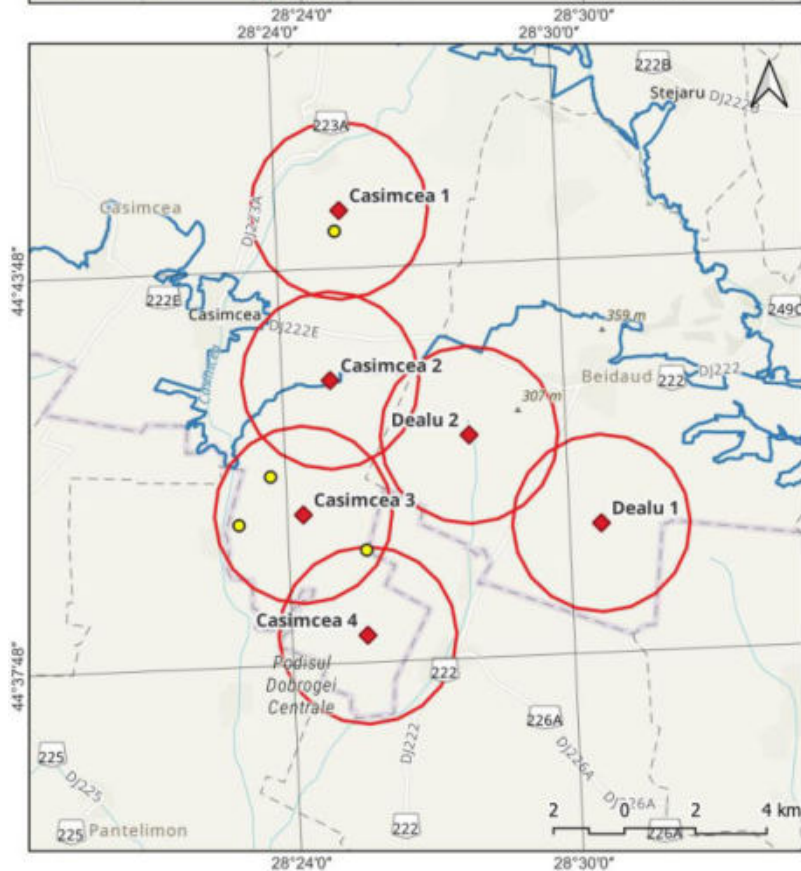 28°24'0"
28°30'0"
28°24'0"
28°30'0"
222B
Stejaru
DJ222B
223A
Casimcea 1
Casimcea
DJ223A
44°43'48"
222E
249C
Casimcea
DJ222E
359 m
Casimcea 2
Casimcea
Beidaud
222
DJ222
307 m
Dealu 2
Casimcea 3
Dealu 1
Casimcea 4
44°37'48"
Podisul
Dobrogei
Centrale
222
226A
DJ222
DJ226A
225
DJ225
2 0 2 4 km
DJ226A
225
Pantelimon
222
226A
28°24'0"
28°30'0"